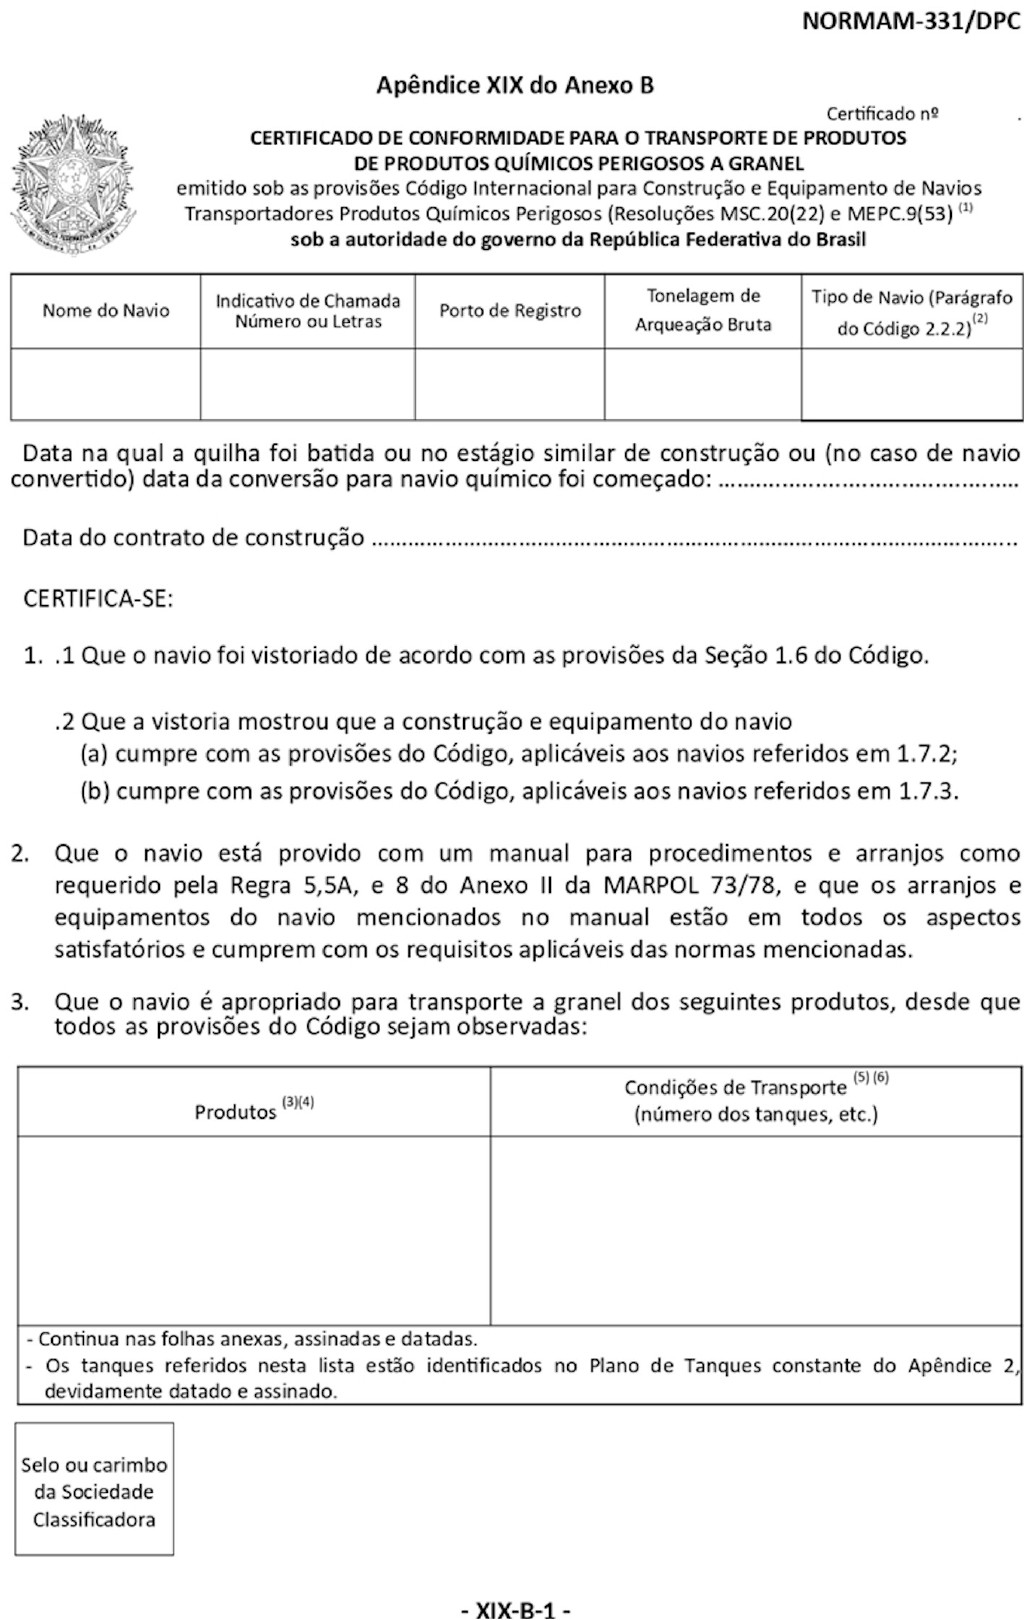 NORMAM-331/DPC
Apêndice XIX do Anexo B
Certificado nº .
CERTIFICADO DE CONFORMIDADE PARA O TRANSPORTE DE PRODUTOS
DE PRODUTOS QUÍMICOS PERIGOSOS A GRANEL
emitido sob as provisões Código Internacional para Construção e Equipamento de Navios
Transportadores Produtos Químicos Perigosos (Resoluções MSC.20(22) e MEPC.9(53) (1)
sob a autoridade do governo da República Federativa do Brasil
Nome do Navio
Indicativo de Chamada
Número ou Letras
Porto de Registro
Tonelagem de
Arqueação Bruta
Tipo de Navio (Parágrafo
do Código 2.2.2)(2)
Data na qual a quilha foi batida ou no estágio similar de construção ou (no caso de navio
convertido) data da conversão para navio químico foi começado: ................................................
Data do contrato de construção ........................................................................................................
CERTIFICA-SE:
1. .1 Que o navio foi vistoriado de acordo com as provisões da Seção 1.6 do Código.
.2 Que a vistoria mostrou que a construção e equipamento do navio
(a) cumpre com as provisões do Código, aplicáveis aos navios referidos em 1.7.2;
(b) cumpre com as provisões do Código, aplicáveis aos navios referidos em 1.7.3.
2. Que o navio está provido com um manual para procedimentos e arranjos como
requerido pela Regra 5,5A, e 8 do Anexo II da MARPOL 73/78, e que os arranjos e
equipamentos do navio mencionados no manual estão em todos os aspectos
satisfatórios e cumprem com os requisitos aplicáveis das normas mencionadas.
3. Que o navio é apropriado para transporte a granel dos seguintes produtos, desde que
todos as provisões do Código sejam observadas:
Produtos (3)(4)
Condições de Transporte (5) (6)
(número dos tanques, etc.)
- Continua nas folhas anexas, assinadas e datadas.
- Os tanques referidos nesta lista estão identificados no Plano de Tanques constante do Apêndice 2,
devidamente datado e assinado.
Selo ou carimbo
da Sociedade
Classificadora
- XIX-B-1 -